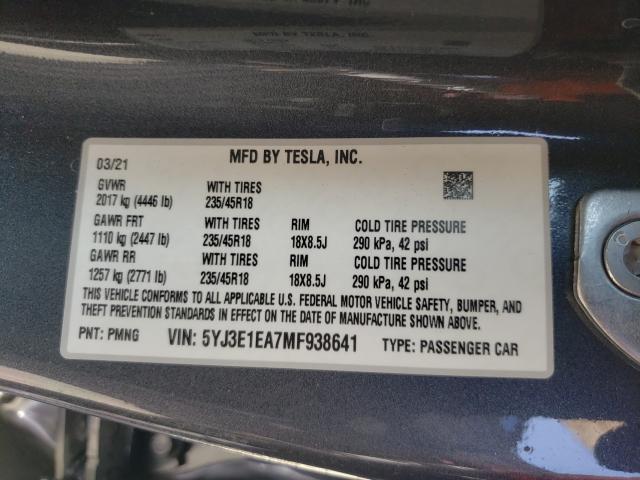 MFD BY TESLA, INC.
03/21
GVWR WITH TIRES
2017 kg (4446 lb) 235/45R18
GAWR FRT WITH TIRES RIM COLD TIRE PRESSURE
1110 kg (2447 lb) 235/45R18 18X8.5J 290 kPa, 42 psi
GAWR RR WITH TIRES RIM COLD TIRE PRESSURE
1257 kg (2771 lb) 235/45R18 18X8.5J 290 kPa, 42 psi
THIS VEHICLE CONFORMS TO ALL APPLICABLE U.S. FEDERAL MOTOR VEHICLE SAFETY, BUMPER, AND
THEFT PREVENTION STANDARDS IN EFFECT ON THE DATE OF MANUFACTURE SHOWN ABOVE.
PNT: PMNG VIN: 5YJ3E1EA7MF938641 TYPE: PASSENGER CAR